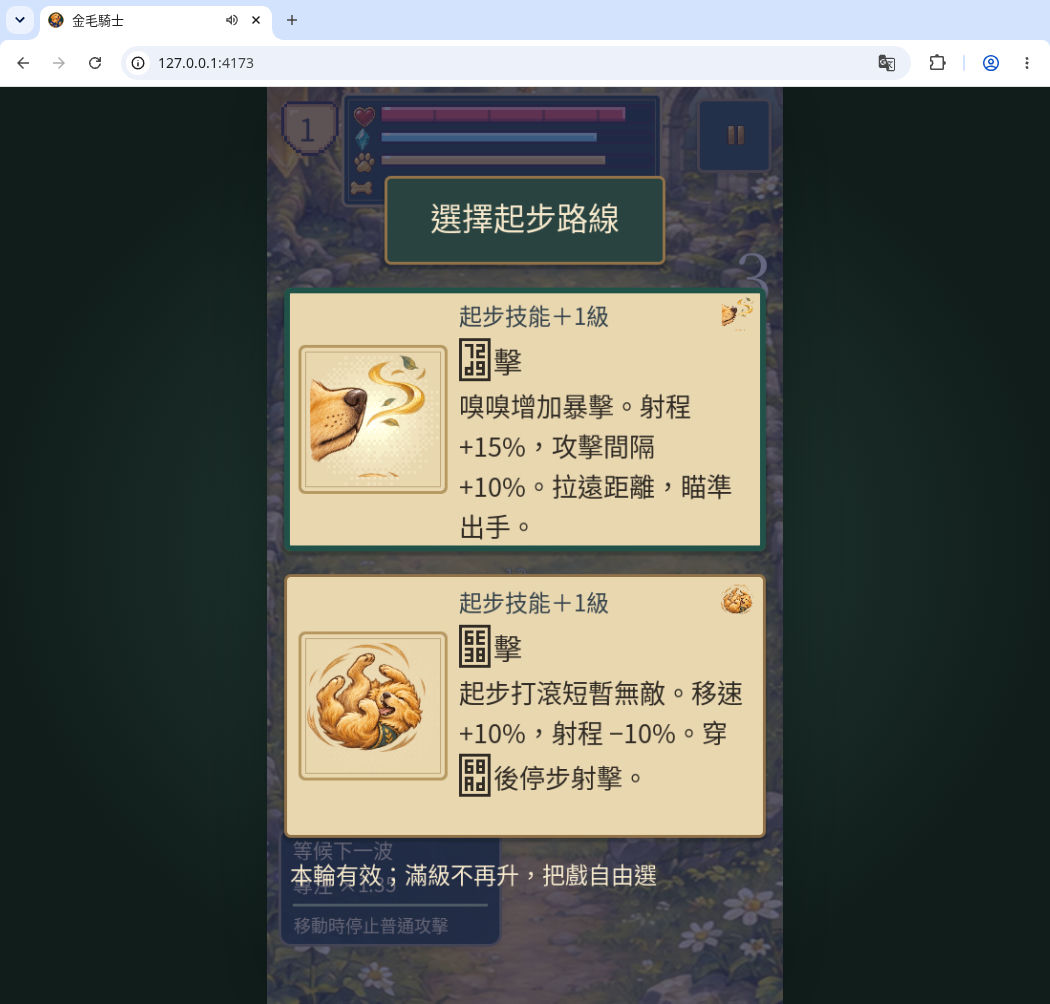 金毛騎士
127.0.0.1:4173
1
選擇起步路線
3
起步技能＋1級
擊
嗅嗅增加暴擊。射程
+15%，攻擊間隔
+10%。拉遠距離，瞄準
出手。
起步技能＋1級
擊
起步打滾短暫無敵。移速
+10%，射程 −10%。穿
後停步射擊。
等候下一波
本輪有效；滿級不再升，把戲自由選
移動時停止普通攻擊